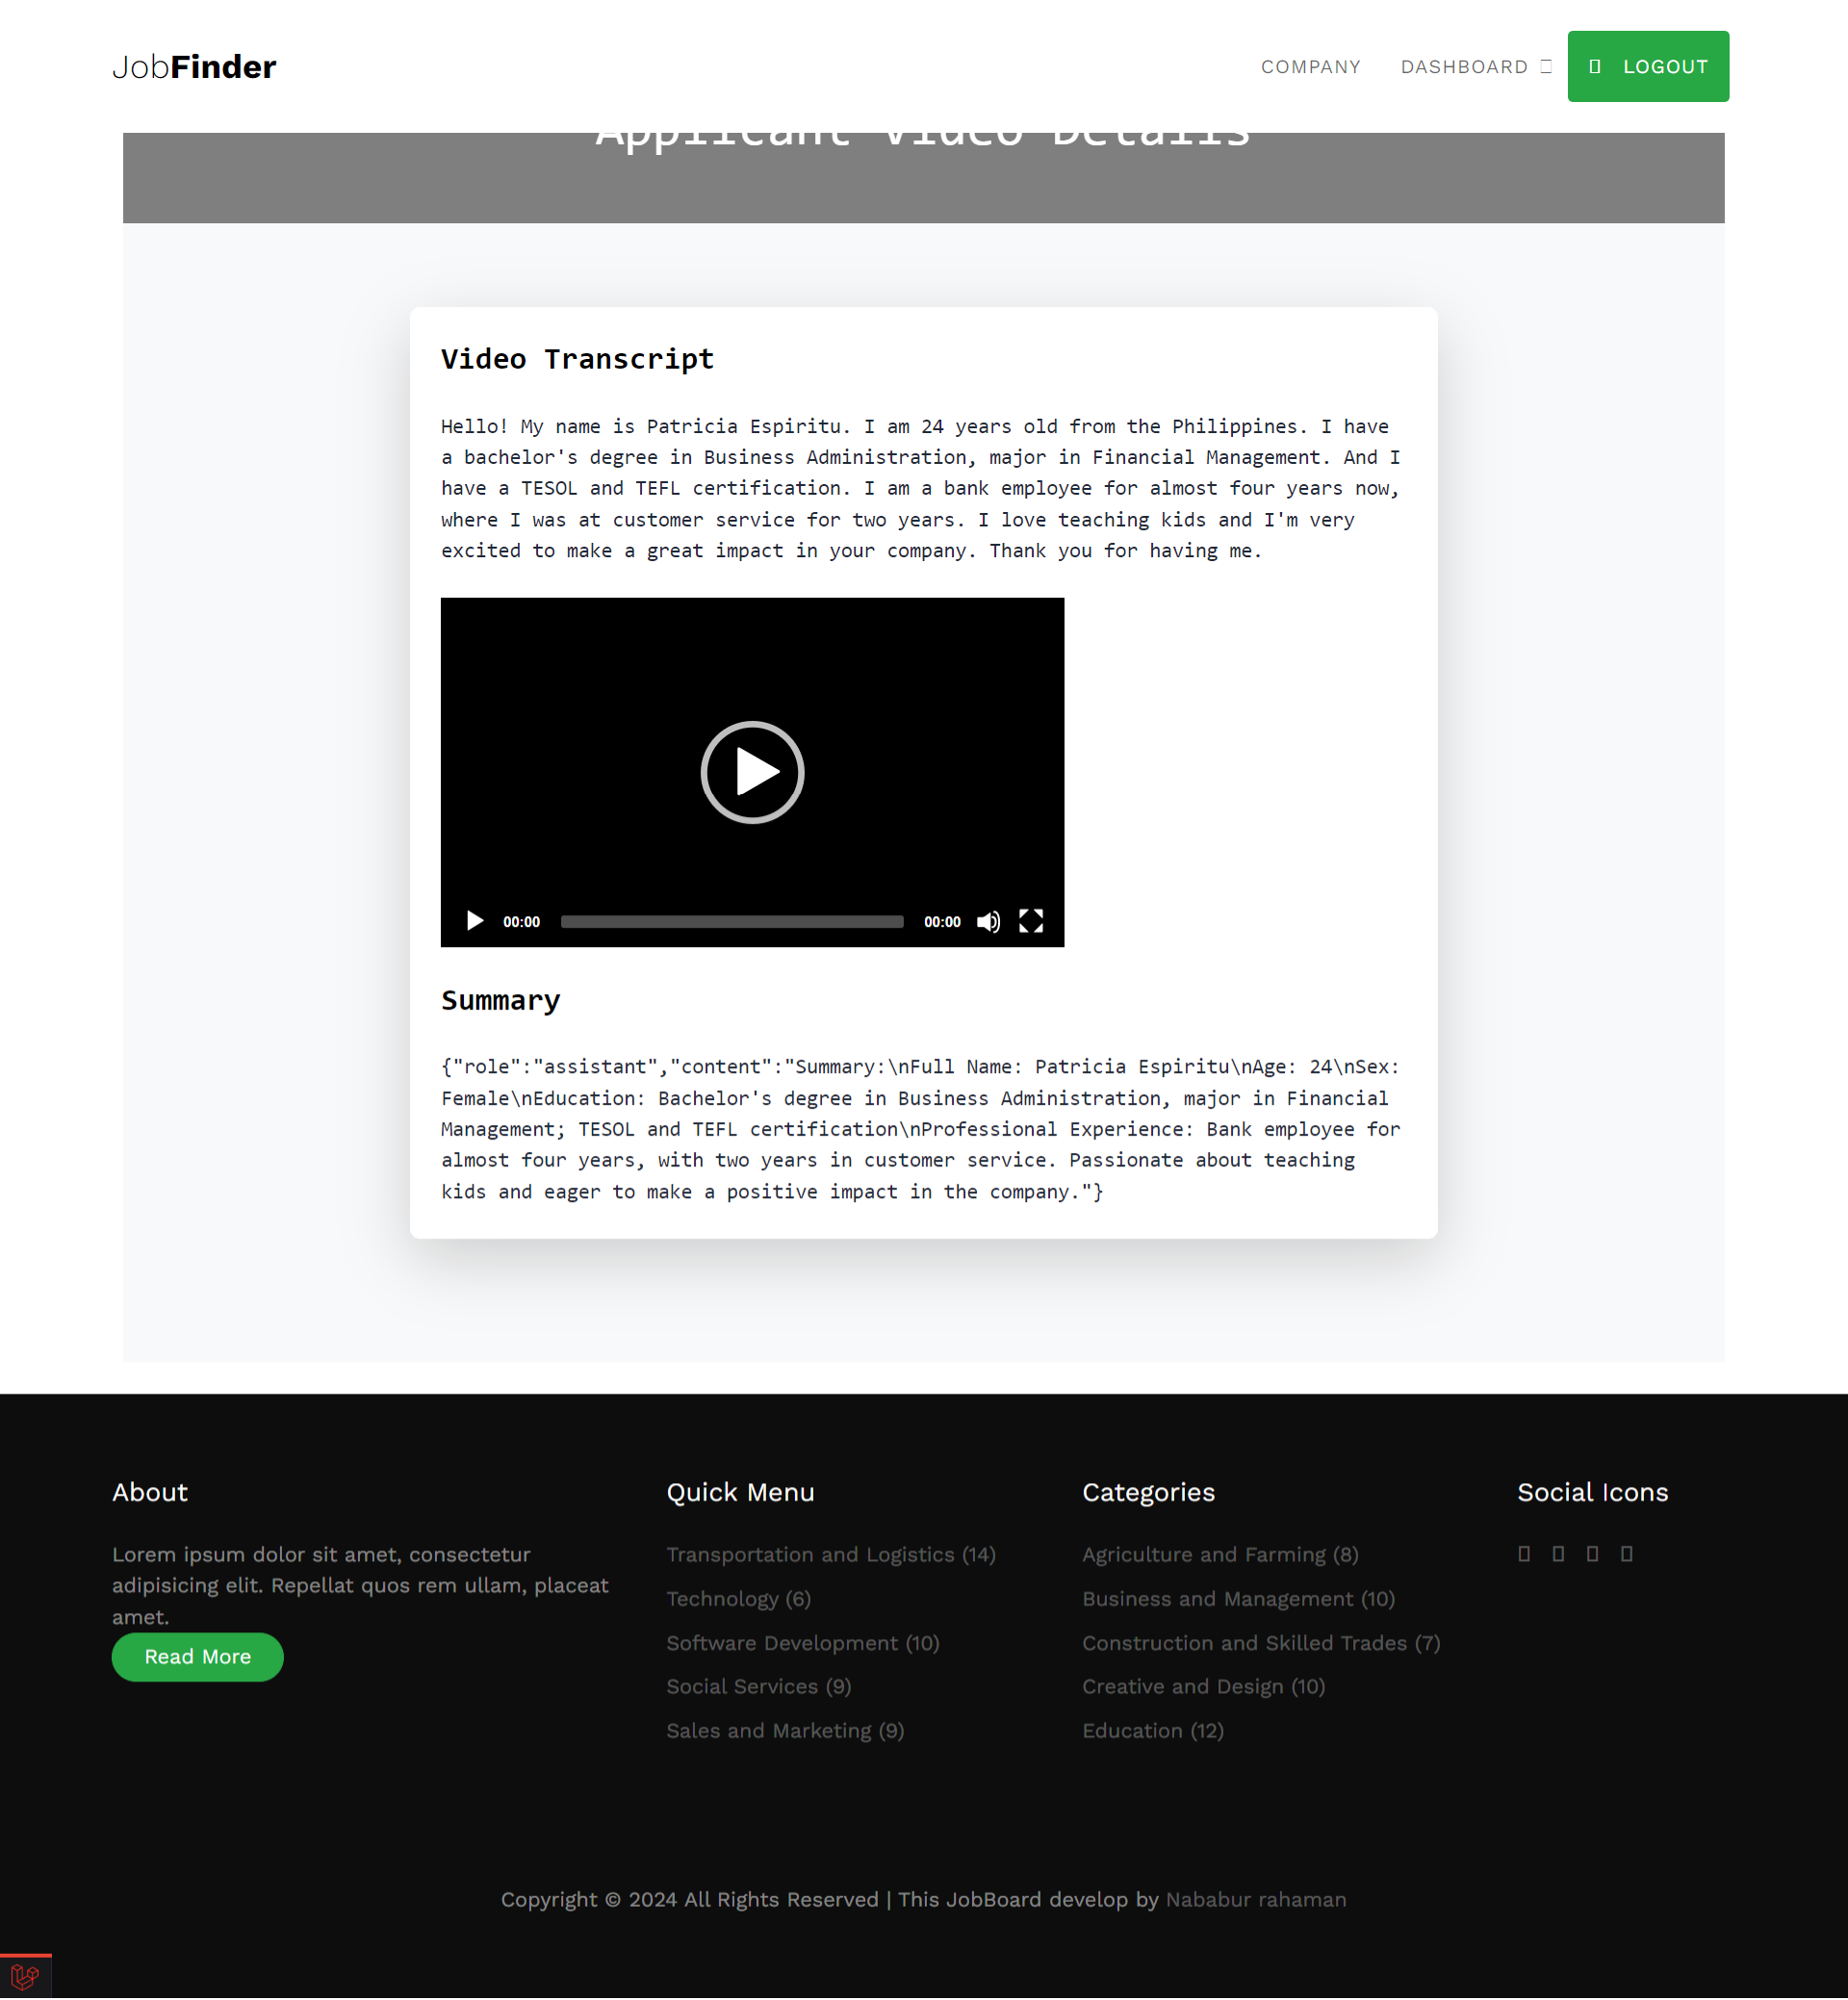 JobFinder
COMPANY
DASHBOARD
LOGOUT
Applicant Video Details
Video Transcript
Hello! My name is Patricia Espiritu. I am 24 years old from the Philippines. I have
a bachelor's degree in Business Administration, major in Financial Management. And I
have a TESOL and TEFL certification. I am a bank employee for almost four years now,
where I was at customer service for two years. I love teaching kids and I'm very
excited to make a great impact in your company. Thank you for having me.
00:00
00:00
Summary
{"role":"assistant","content":"Summary:\nFull Name: Patricia Espiritu\nAge: 24\nSex:
Female\nEducation: Bachelor's degree in Business Administration, major in Financial
Management; TESOL and TEFL certification\nProfessional Experience: Bank employee for
almost four years, with two years in customer service. Passionate about teaching
kids and eager to make a positive impact in the company."}
About
Lorem ipsum dolor sit amet, consectetur
adipisicing elit. Repellat quos rem ullam, placeat
amet.
Read More
Quick Menu
Transportation and Logistics (14)
Technology (6)
Software Development (10)
Social Services (9)
Sales and Marketing (9)
Categories
Agriculture and Farming (8)
Business and Management (10)
Construction and Skilled Trades (7)
Creative and Design (10)
Education (12)
Social Icons
Copyright © 2024 All Rights Reserved | This JobBoard develop by Nababur rahaman